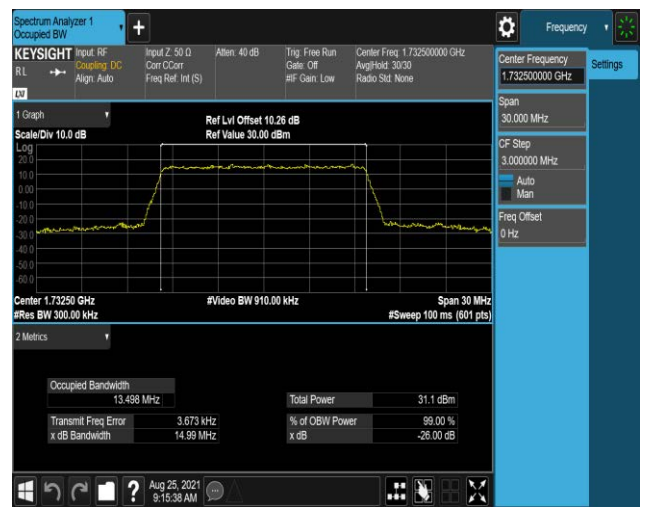 Spectrum Analyzer 1
Occupied BW
+
Frequency
KEYSIGHT Input: RF Input Z: 50 Ω Atten: 40 dB Trig: Free Run Center Freq: 1.732500000 GHz
RL Coupling: DC Corr CCorr Gate: Off Avg|Hold: 30/30
Align: Auto Freq Ref: Int (S) #IF Gain: Low Radio Std: None
LXI
Center Frequency
1.732500000 GHz
Settings
Span
30.000 MHz
CF Step
3.000000 MHz
Auto
Man
Freq Offset
0 Hz
1 Graph
Ref Lvl Offset 10.26 dB
Scale/Div 10.0 dB Ref Value 30.00 dBm
Log
20.0
10.0
0.00
-10.0
-20.0
-30.0
-40.0
-50.0
-60.0
Center 1.73250 GHz #Video BW 910.00 kHz Span 30 MHz
#Res BW 300.00 kHz #Sweep 100 ms (601 pts)
2 Metrics
Occupied Bandwidth
13.498 MHz Total Power 31.1 dBm
Transmit Freq Error 3.673 kHz % of OBW Power 99.00 %
x dB Bandwidth 14.99 MHz x dB -26.00 dB
? Aug 25, 2021
9:15:38 AM